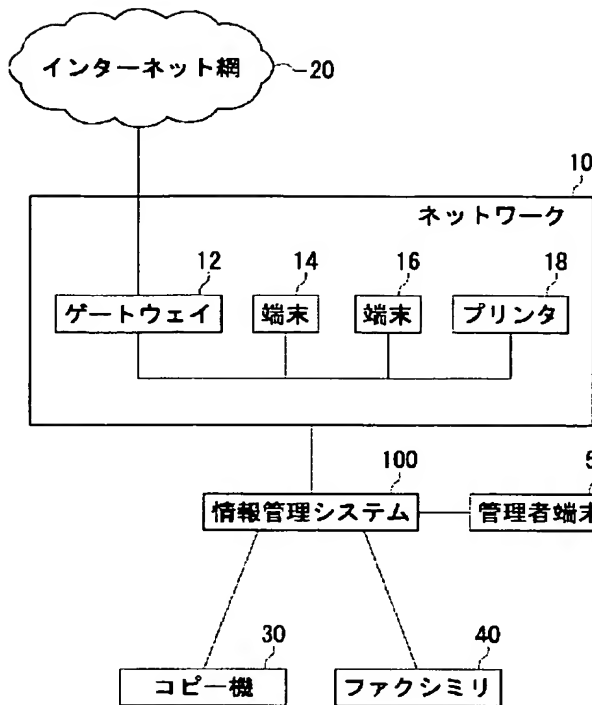 インターネット網
20
10
ネットワーク
12
14
16
18
ゲートウェイ
端末
端末
プリンタ
100
5
情報管理システム
管理者端末
30
40
コピー機
ファクシミリ